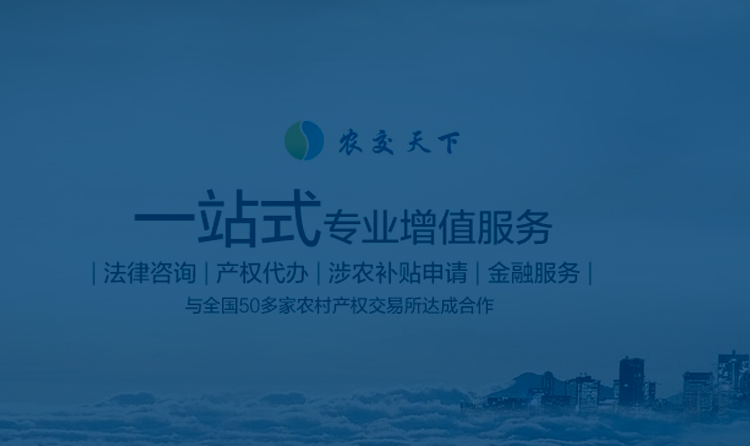 农交天下
一站式专业增值服务
| 法律咨询 | 产权代办 | 涉农补贴申请 | 金融服务 |
与全国50多家农村产权交易所达成合作